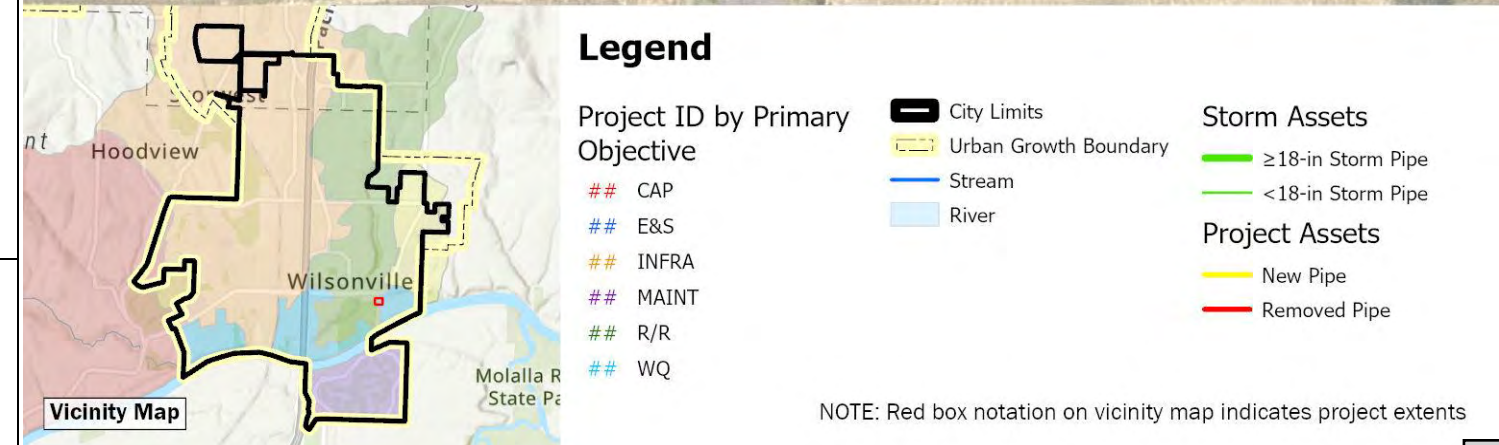 nt
Hoodview
Wilsonville
Molalla R
State Pa
Vicinity Map
Legend
Project ID by Primary
Objective
## CAP
## E&S
## INFRA
## MAINT
## R/R
## WQ
City Limits
Urban Growth Boundary
Stream
River
Storm Assets
≥18-in Storm Pipe
<18-in Storm Pipe
Project Assets
New Pipe
Removed Pipe
NOTE: Red box notation on vicinity map indicates project extents